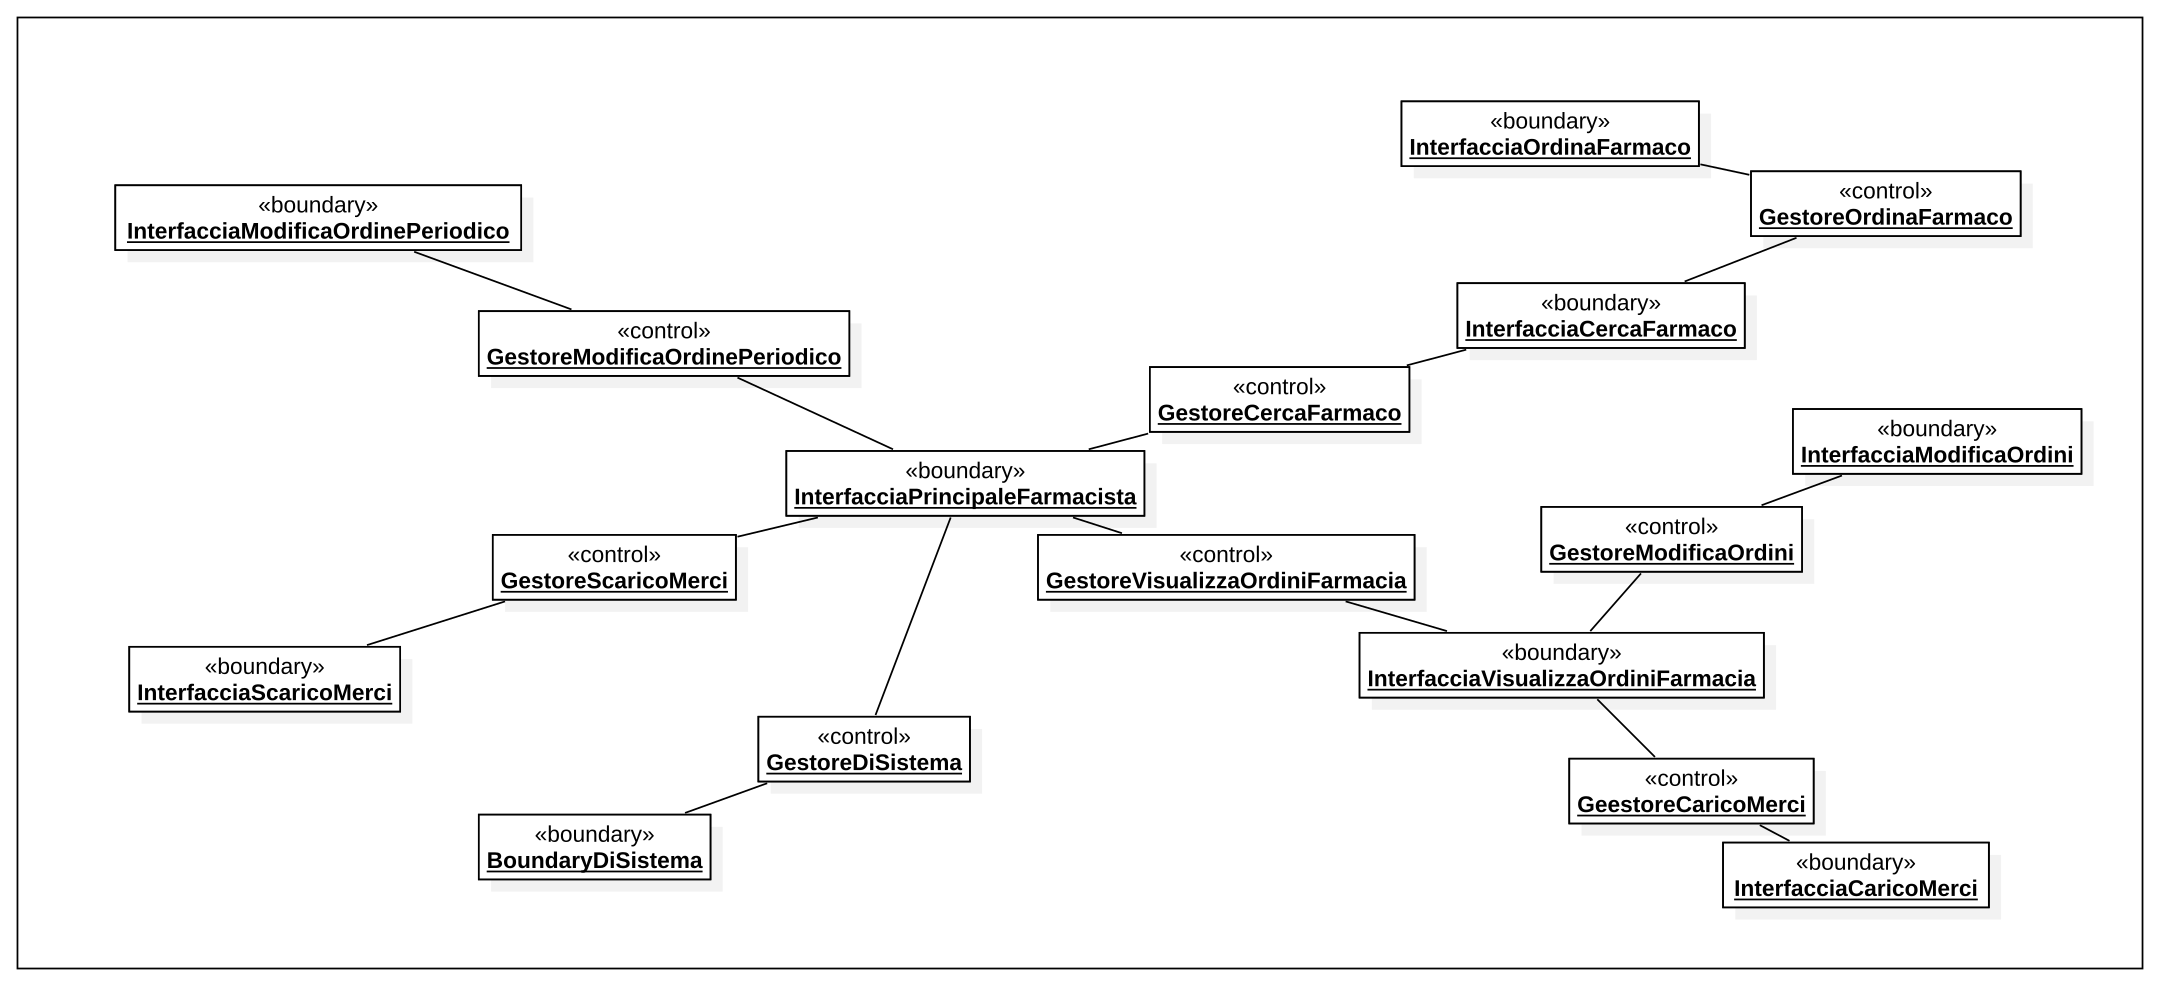 «boundary»
InterfacciaOrdinaFarmaco
«control»
GestoreOrdinaFarmaco
«boundary»
InterfacciaModificaOrdinePeriodico
«boundary»
InterfacciaCercaFarmaco
«control»
GestoreModificaOrdinePeriodico
«control»
GestoreCercaFarmaco
«boundary»
InterfacciaModificaOrdini
«boundary»
InterfacciaPrincipaleFarmacista
«control»
GestoreModificaOrdini
«control»
GestoreScaricoMerci
«control»
GestoreVisualizzaOrdiniFarmacia
«boundary»
InterfacciaVisualizzaOrdiniFarmacia
«boundary»
InterfacciaScaricoMerci
«control»
GestoreDiSistema
«control»
GeestoreCaricoMerci
«boundary»
BoundaryDiSistema
«boundary»
InterfacciaCaricoMerci